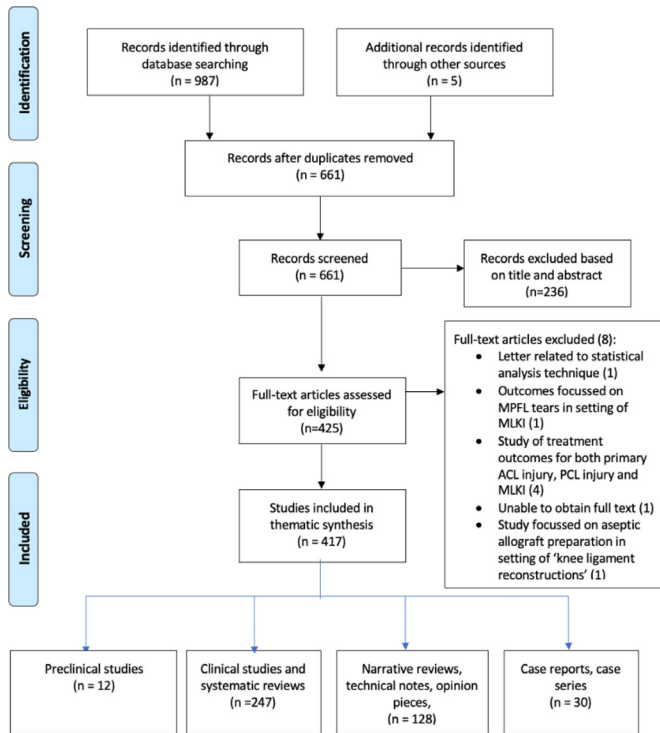 Identification
Records identified through
database searching
(n = 987)
Additional records identified
through other sources
(n = 5)
Records after duplicates removed
(n = 661)
Screening
Records screened
(n = 661)
Records excluded based
on title and abstract
(n=236)
Eligibility
Full-text articles assessed
for eligibility
(n=425)
Full-text articles excluded (8):
• Letter related to statistical
analysis technique (1)
• Outcomes focussed on
MPFL tears in setting of
MLKI (1)
• Study of treatment
outcomes for both primary
ACL injury, PCL injury and
MLKI (4)
• Unable to obtain full text (1)
• Study focussed on aseptic
allograft preparation in
setting of ‘knee ligament
reconstructions’ (1)
Included
Studies included in
thematic synthesis
(n = 417)
Preclinical studies
(n = 12)
Clinical studies and
systematic reviews
(n =247)
Narrative reviews,
technical notes, opinion
pieces,
(n = 128)
Case reports, case
series
(n = 30)